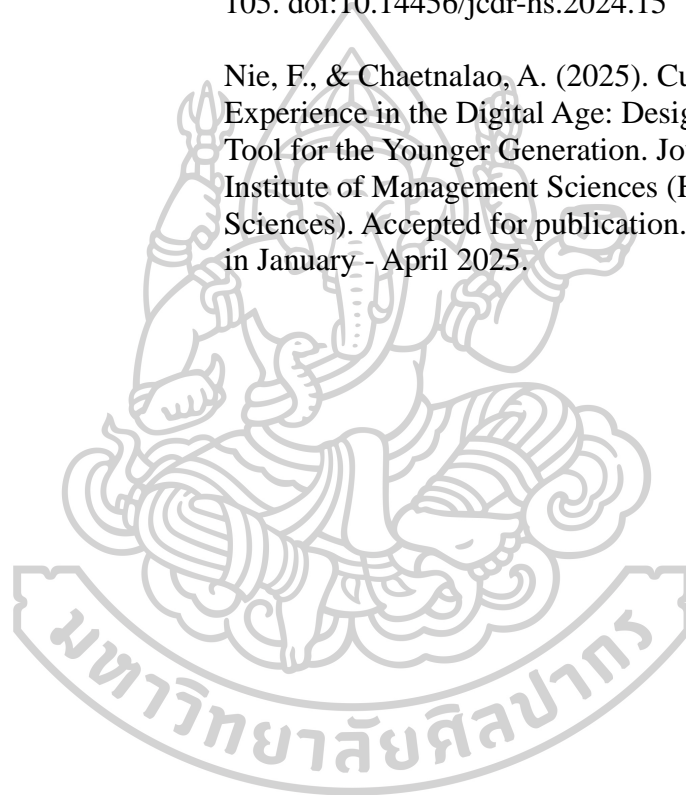 105. doi:10.14456/jcdr-hs.2024.15
Nie, F., & Chaetnalao, A. (2025). Cu
Experience in the Digital Age: Desig
Tool for the Younger Generation. Jou
Institute of Management Sciences (H
Sciences). Accepted for publication.
in January - April 2025.
มหาวิทยาลัยศิลปากร